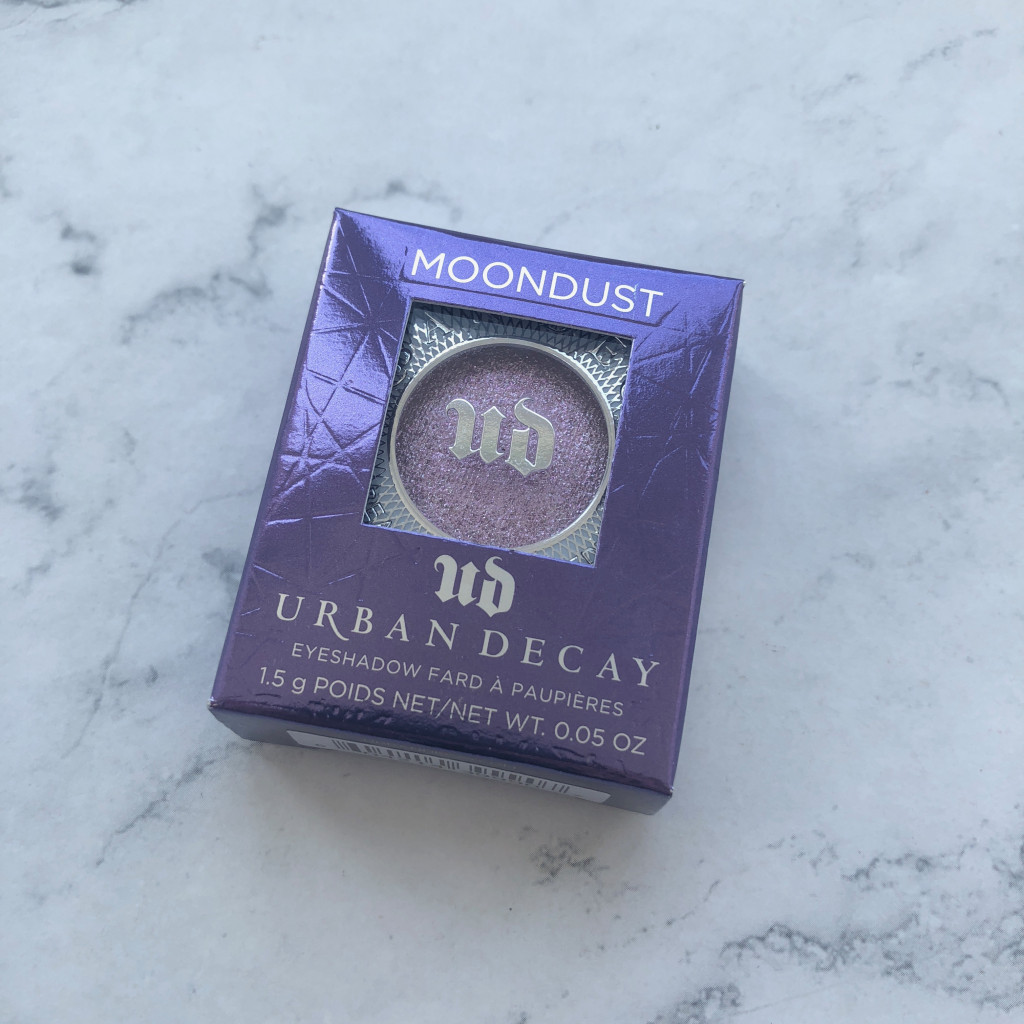 MOONDUST
UD
UD
URBAN DECAY
EYESHADOW FARD À PAUPIÈRES
1.5 g POIDS NET/NET WT. 0.05 OZ